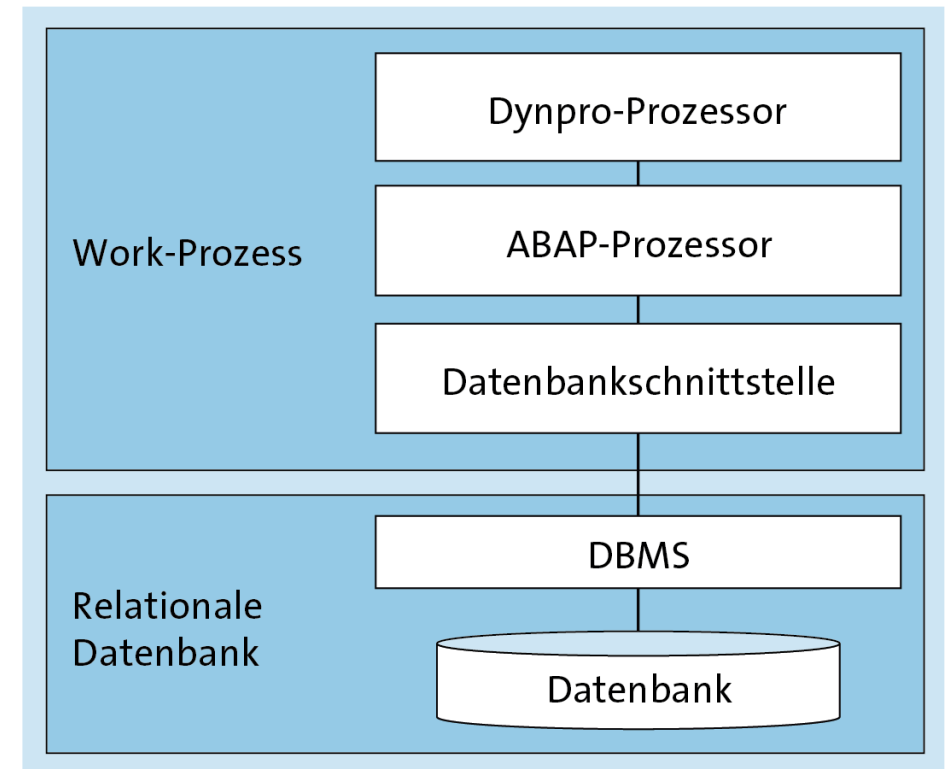 Dynpro-Prozessor
Work-Prozess
ABAP-Prozessor
Datenbankschnittstelle
DBMS
Relationale
Datenbank
Datenbank